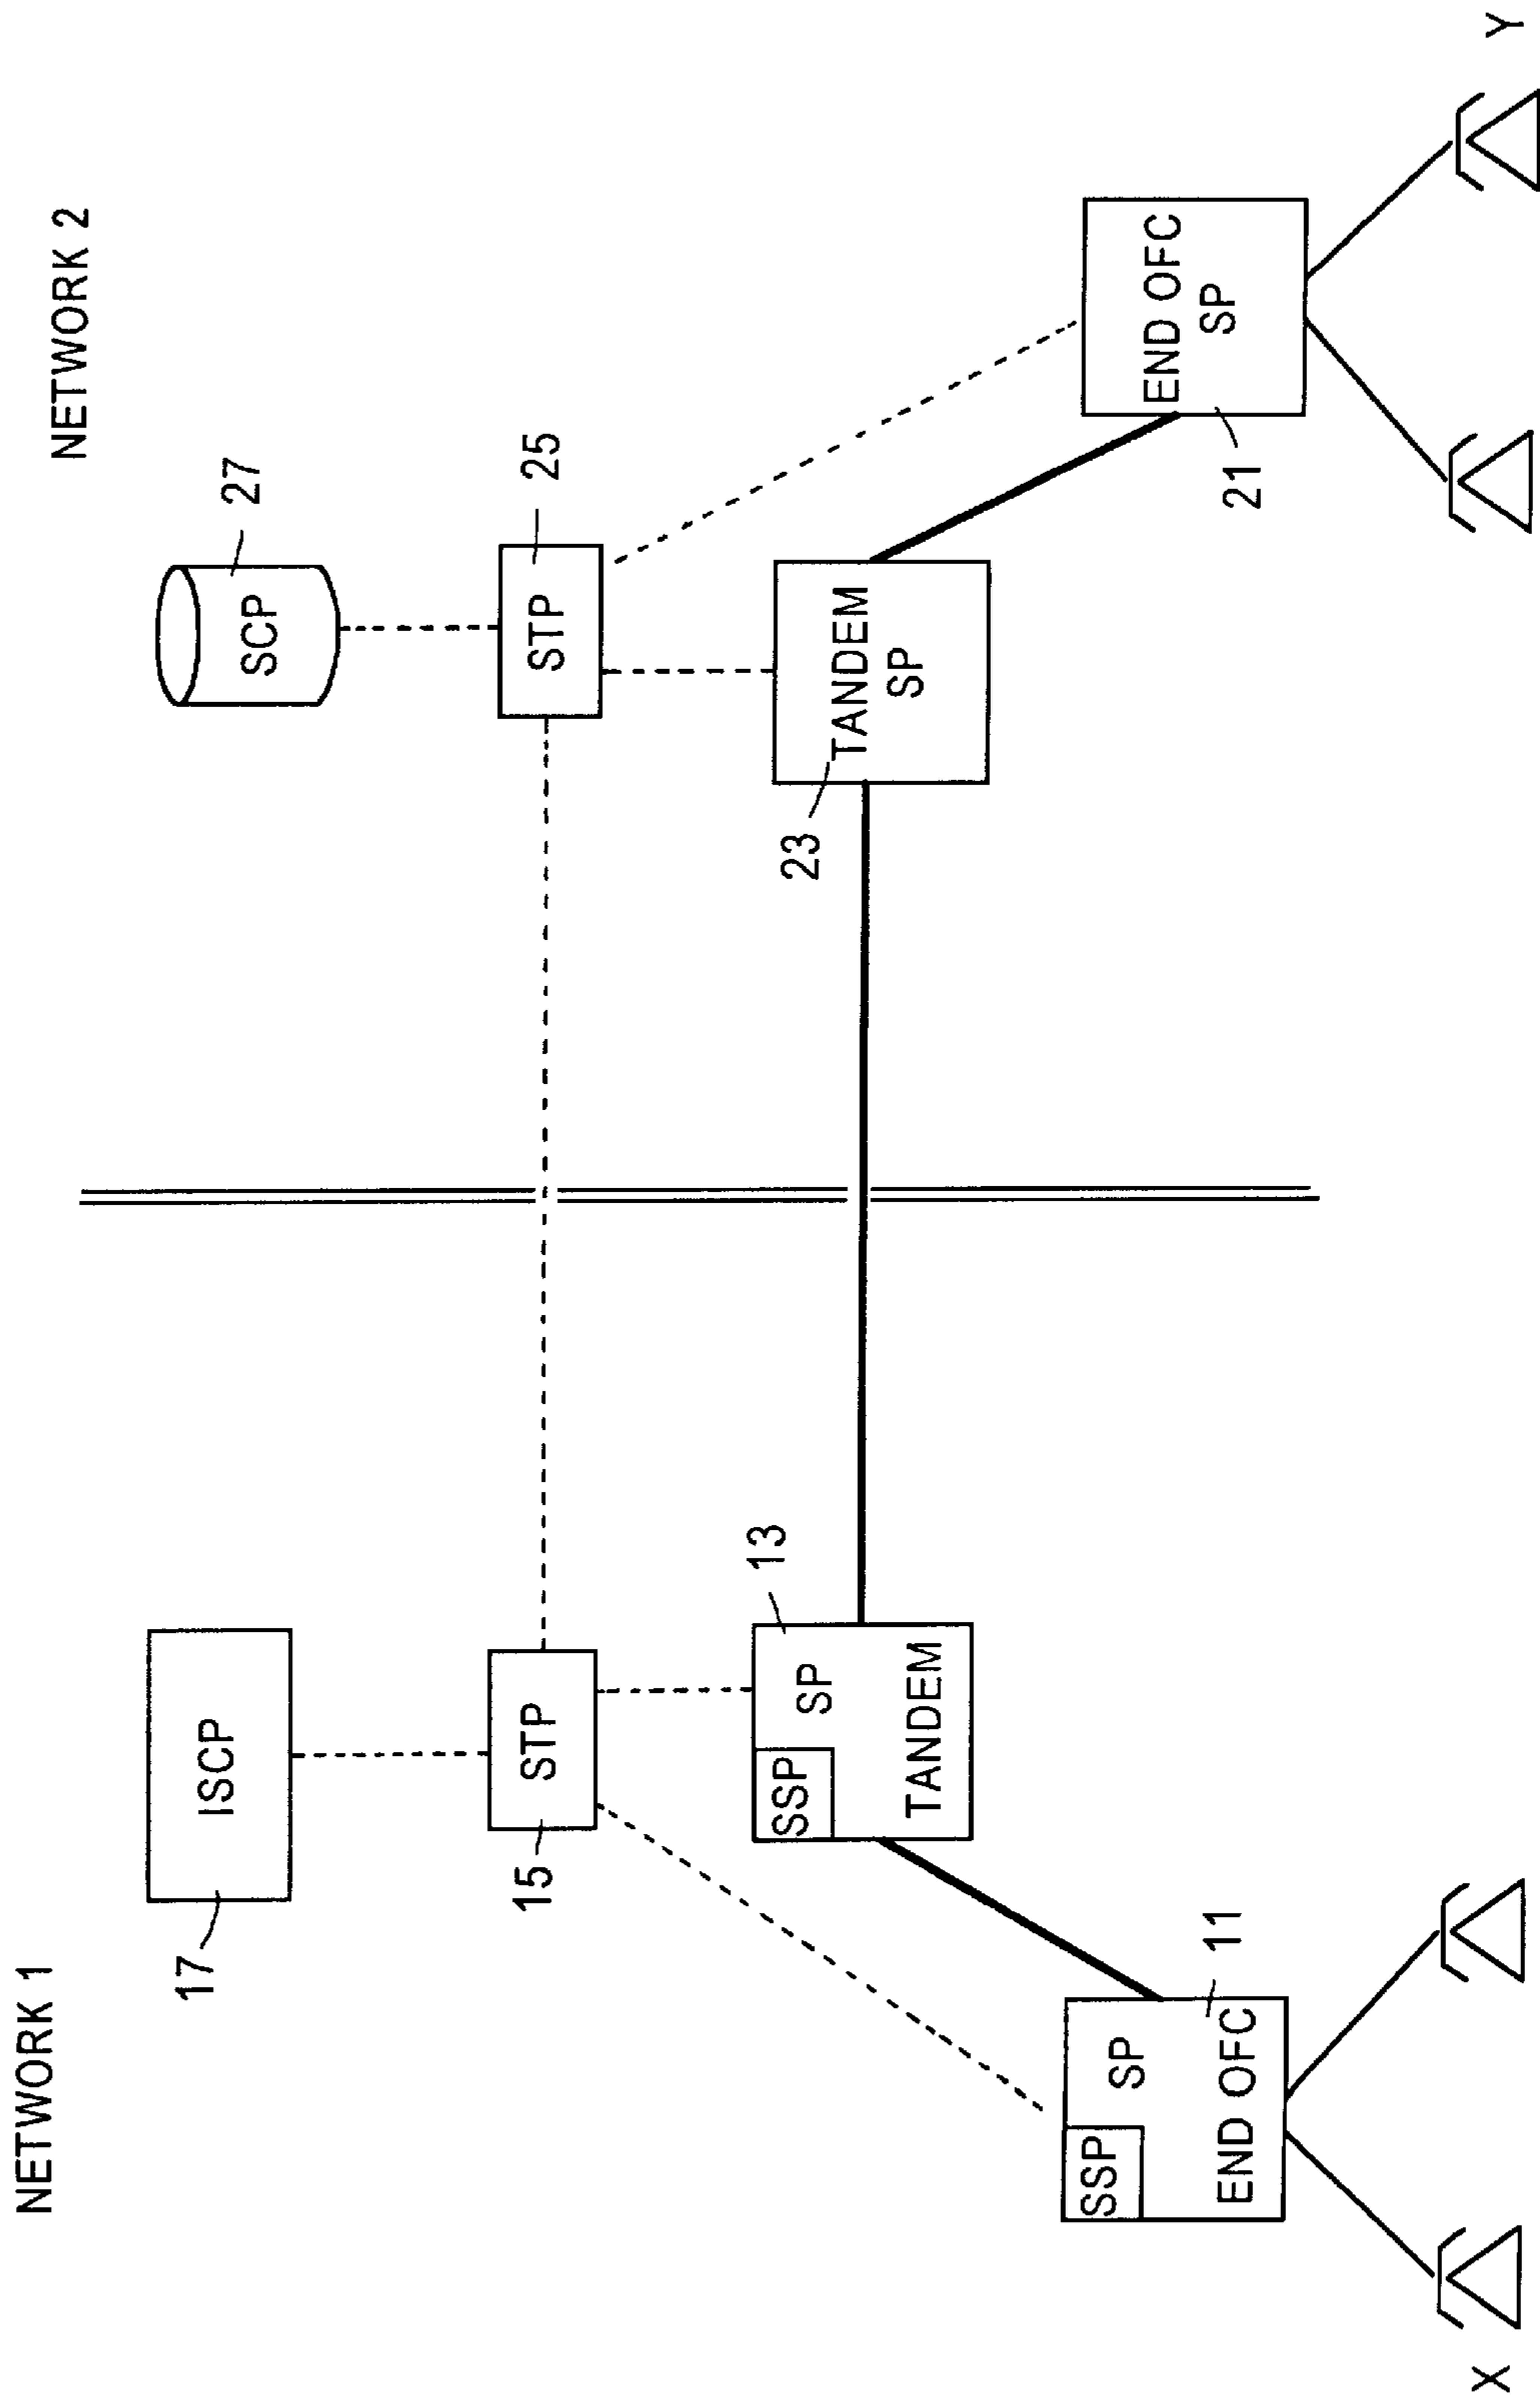 NETWORK 1
NETWORK 2
17
ISCP
SCP
27
15
STP
STP
25
SSP
SP
TANDEM
13
23
TANDEM
SP
SSP
SP
END OFC
11
END OFC
SP
21
X
Y